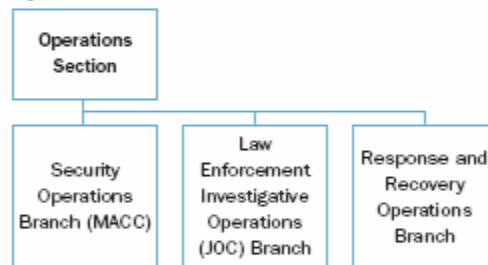 Operations
Section
Security
Operations
Branch (MACC)
Law
Enforcement
Investigative
Operations
(JOC) Branch
Response and
Recovery
Operations
Branch